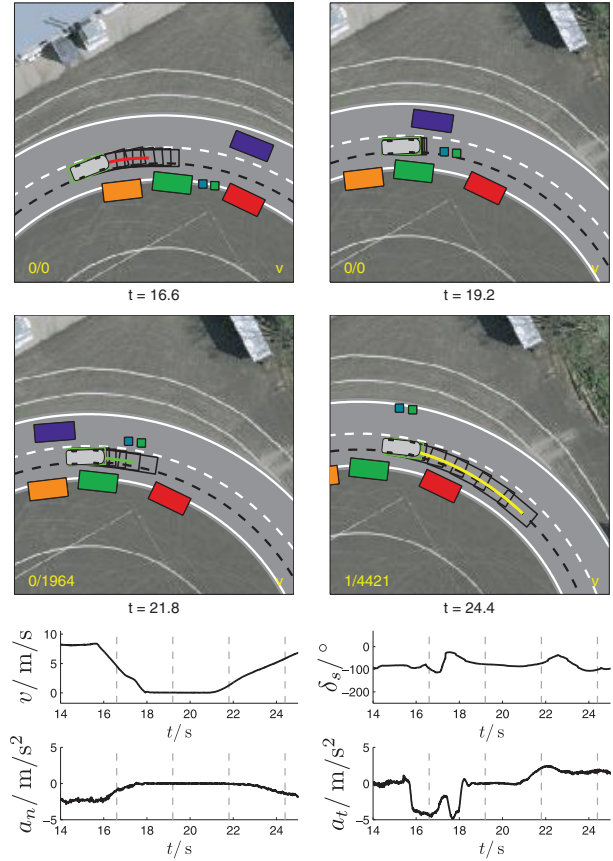 0/0 v
0/0 v
t = 16.6
t = 19.2
0/1964 v
1/4421 v
t = 21.8
t = 24.4
10
5
0
v/ m/s
14 16 18 20 22 24
t/ s
0
-100
-200
δs/°
14 16 18 20 22 24
t/ s
5
0
-5
an/ m/s²
14 16 18 20 22 24
t/ s
5
0
-5
at/ m/s²
14 16 18 20 22 24
t/ s